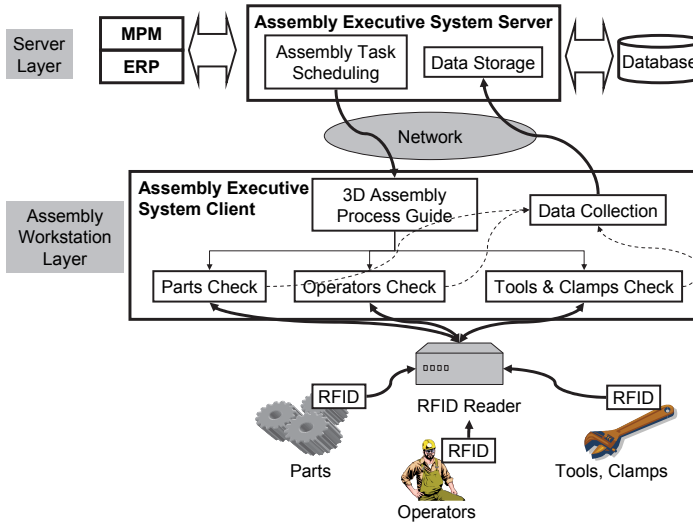 Assembly Executive System Server
MPM
ERP
Server
Layer
Assembly Task
Scheduling
Data Storage
Database
Network
Assembly Executive
System Client
3D Assembly
Process Guide
Data Collection
Assembly
Workstation
Layer
Parts Check
Operators Check
Tools & Clamps Check
RFID
RFID
RFID Reader
RFID
Parts
Tools, Clamps
Operators